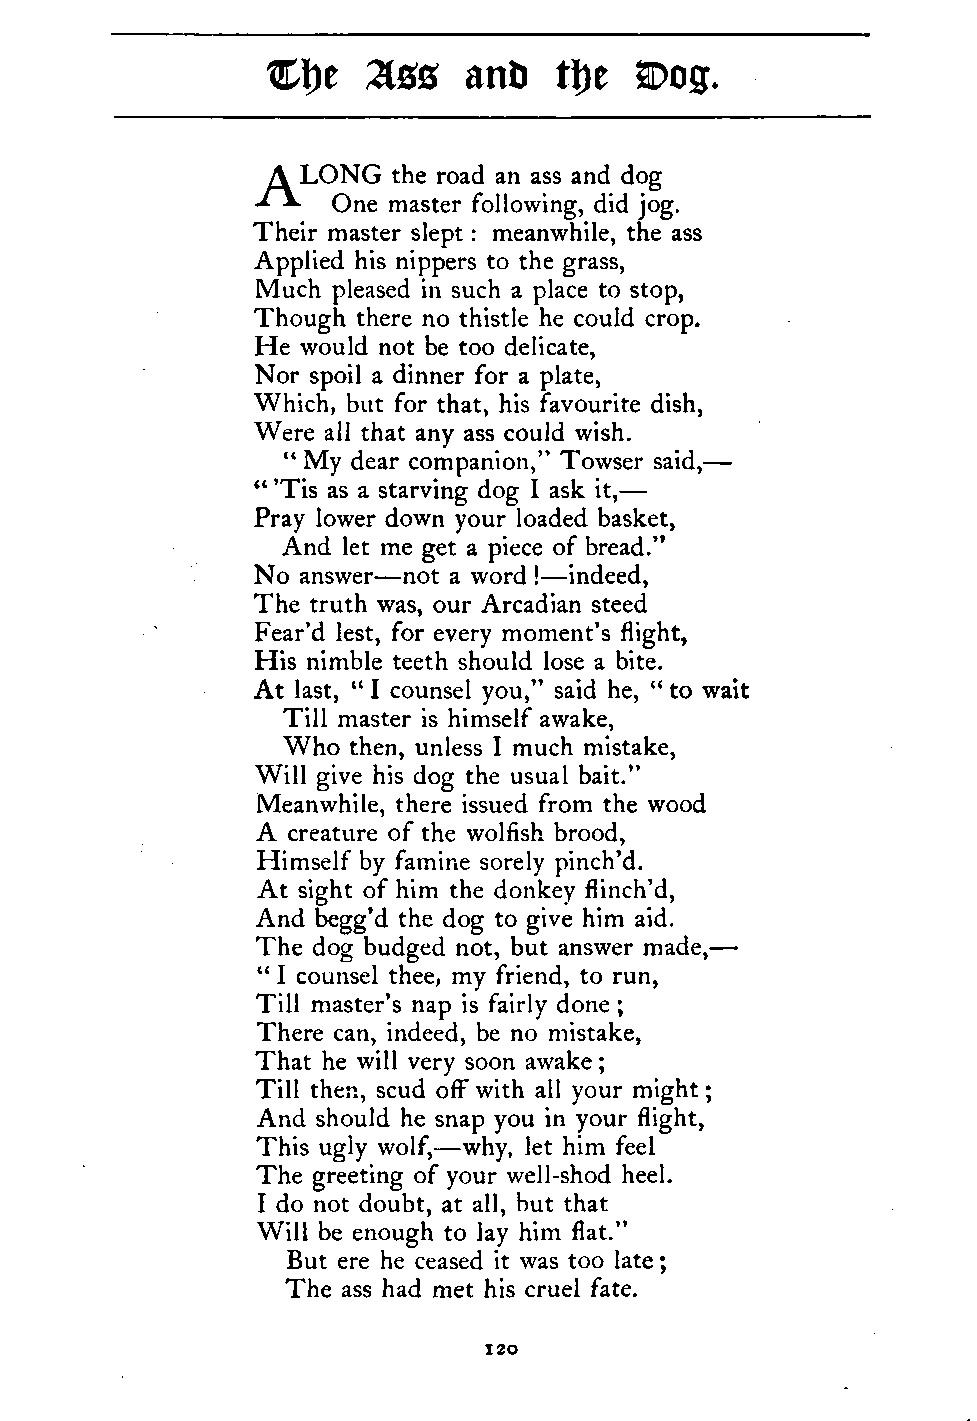 The Ass and the Dog.
ALONG the road an ass and dog
One master following, did jog.
Their master slept : meanwhile, the ass
Applied his nippers to the grass,
Much pleased in such a place to stop,
Though there no thistle he could crop.
He would not be too delicate,
Nor spoil a dinner for a plate,
Which, but for that, his favourite dish,
Were all that any ass could wish.
"My dear companion," Towser said,—
"'Tis as a starving dog I ask it,—
Pray lower down your loaded basket,
And let me get a piece of bread."
No answer—not a word !—indeed,
The truth was, our Arcadian steed
Fear'd lest, for every moment's flight,
His nimble teeth should lose a bite.
At last, "I counsel you," said he, "to wait
Till master is himself awake,
Who then, unless I much mistake,
Will give his dog the usual bait."
Meanwhile, there issued from the wood
A creature of the wolfish brood,
Himself by famine sorely pinch'd.
At sight of him the donkey flinch'd,
And begg'd the dog to give him aid.
The dog budged not, but answer made,—
"I counsel thee, my friend, to run,
Till master's nap is fairly done ;
There can, indeed, be no mistake,
That he will very soon awake ;
Till then, scud off with all your might ;
And should he snap you in your flight,
This ugly wolf,—why, let him feel
The greeting of your well-shod heel.
I do not doubt, at all, but that
Will be enough to lay him flat."
But ere he ceased it was too late ;
The ass had met his cruel fate.
120